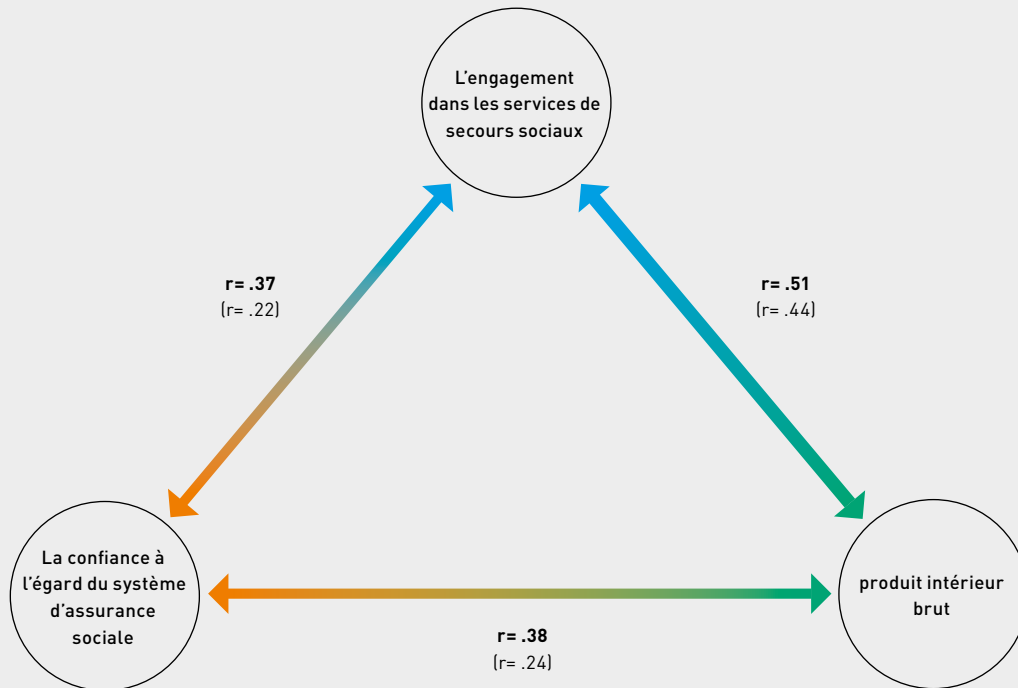 L'engagement
dans les services de
secours sociaux
r= .37
(r= .22)
r= .51
(r= .44)
La confiance à
l'égard du système
d'assurance
sociale
produit intérieur
brut
r= .38
(r= .24)